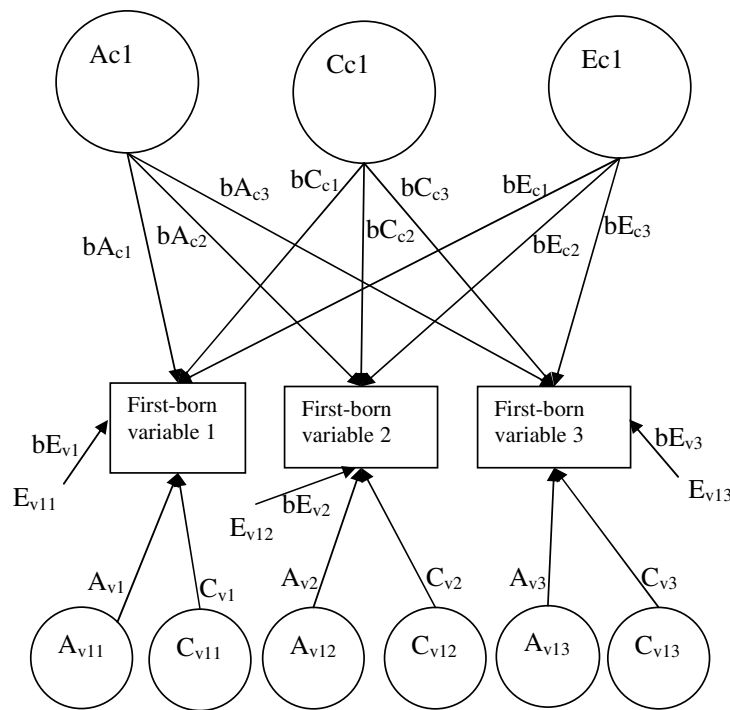 Ac1
Cc1
Ec1
bAc3
bCc1
bCc3
bEc1
bAc1
bAc2
bCc2
bEc2
bEc3
First-born
variable 1
First-born
variable 2
First-born
variable 3
bEv1
bEv3
Ev11
bEv2
Ev12
Ev13
Av1
Cv1
Av2
Cv2
Av3
Cv3
Av11
Cv11
Av12
Cv12
Av13
Cv13